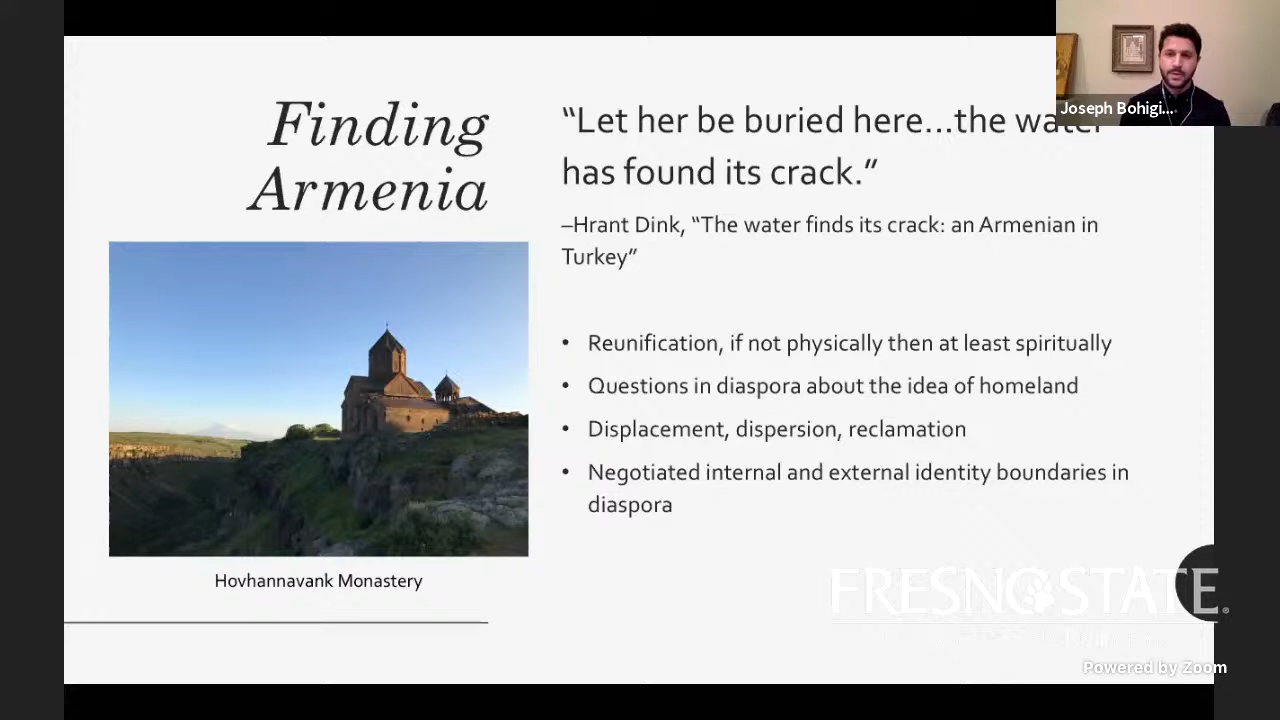 Finding
Armenia
“Let her be buried here...the water
has found its crack.”
–Hrant Dink, “The water finds its crack: an Armenian in
Turkey”
• Reunification, if not physically then at least spiritually
• Questions in diaspora about the idea of homeland
• Displacement, dispersion, reclamation
• Negotiated internal and external identity boundaries in
diaspora
Hovhannavank Monastery
Joseph Bohigi...
FRESNO STATE®
Powered by Zoom